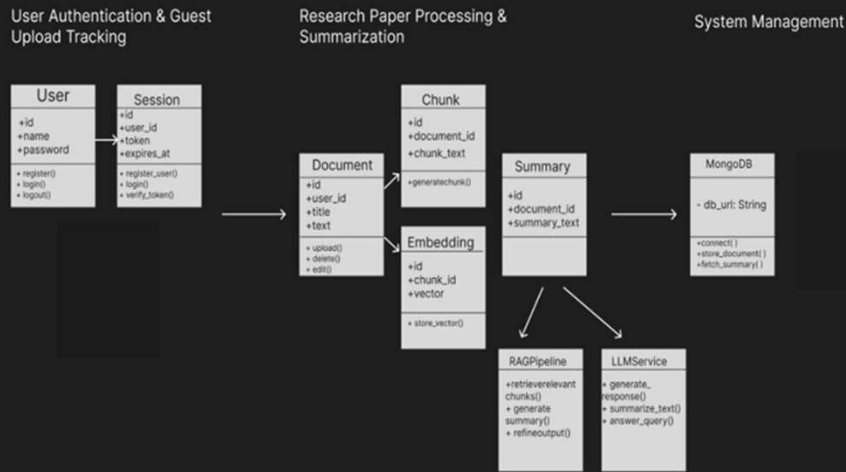 User Authentication & Guest
Upload Tracking
Research Paper Processing &
Summarization
System Management
User
+id
+name
+password
+ register()
+ login()
+ logout()
Session
+id
+user_id
+token
+expires_at
+ register_user()
+ login()
+ verify_token()
Document
+id
+user_id
+title
+text
+ upload()
+ delete()
+ edit()
Chunk
+id
+document_id
+chunk_text
+generatechunk()
Embedding
+id
+chunk_id
+vector
+ store_vector()
Summary
+id
+document_id
+summary_text
RAGPipeline
+retrieverelevant
chunks()
+ generate
summary()
+ refineoutput()
LLMService
+ generate_
response()
+ summarize_text()
+ answer_query()
MongoDB
- db_url: String
+connect( )
+store_document( )
+fetch_summary( )